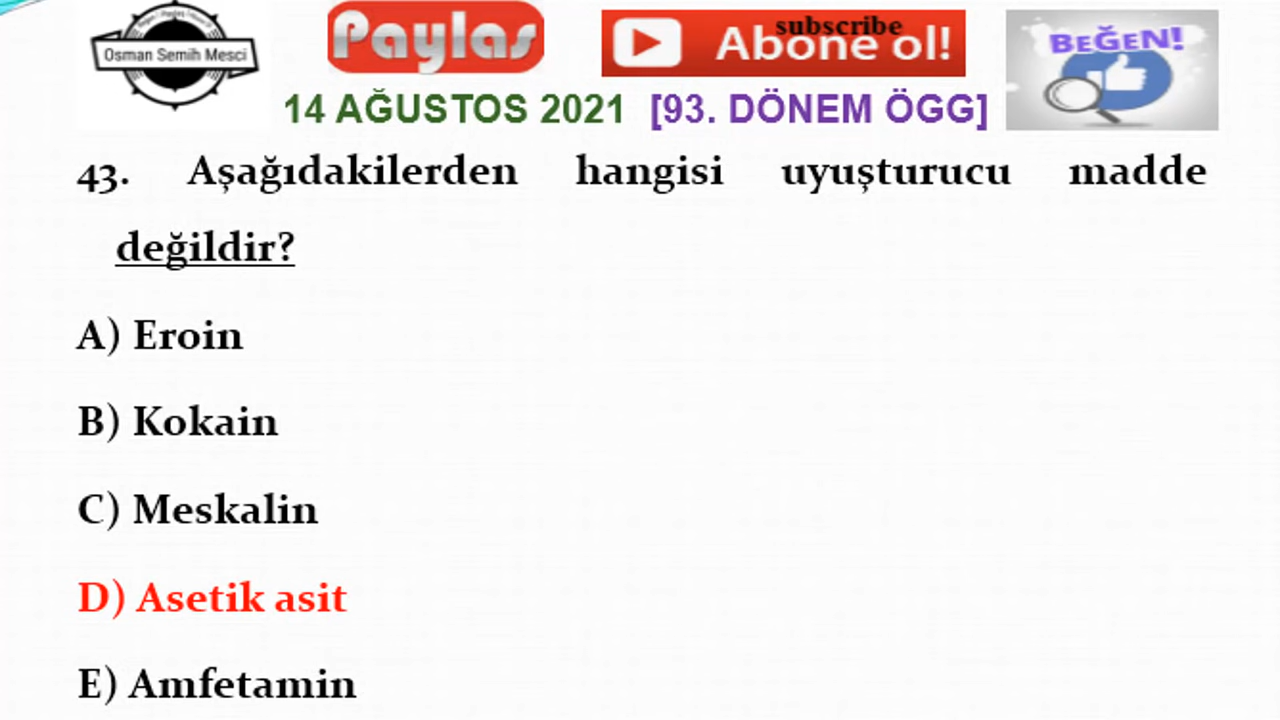 Osman Semih Mesci
Paylaş
subscribe
Abone ol!
BEĞEN!
14 AĞUSTOS 2021 [93. DÖNEM ÖGG]
43. Aşağıdakilerden hangisi uyuşturucu madde
değildir?
A) Eroin
B) Kokain
C) Meskalin
D) Asetik asit
E) Amfetamin